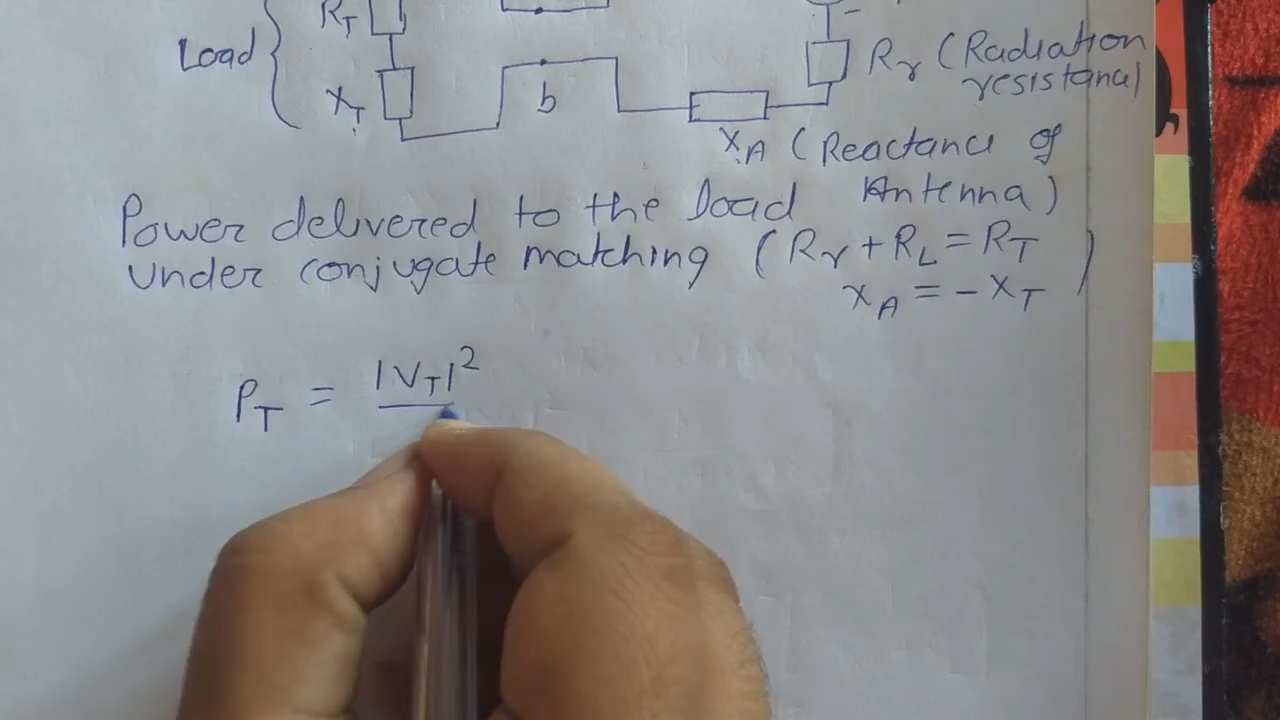 R_T
Load {
X_T
b
R_r (Radiation
resistance)
X_A (Reactance of
Antenna)
Power delivered to the load
under conjugate matching (R_r + R_L = R_T
X_A = - X_T)
P_T = |V_T|^2